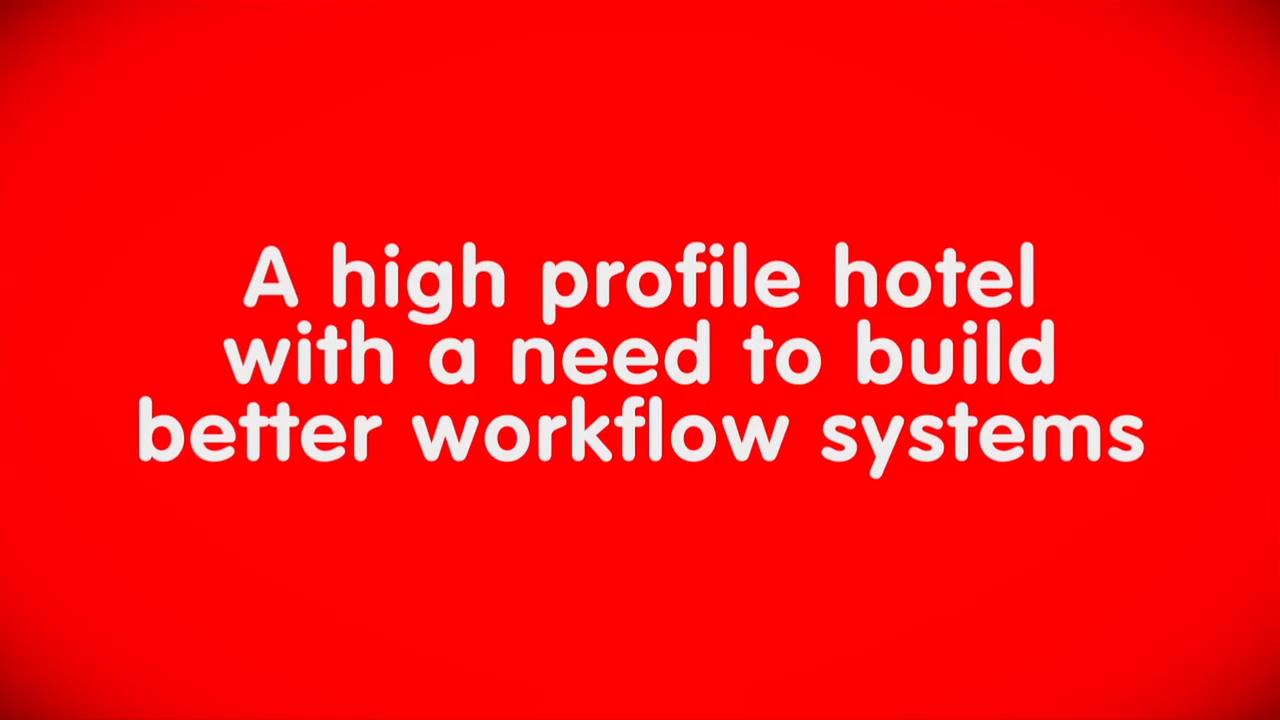 A high profile hotel
with a need to build
better workflow systems